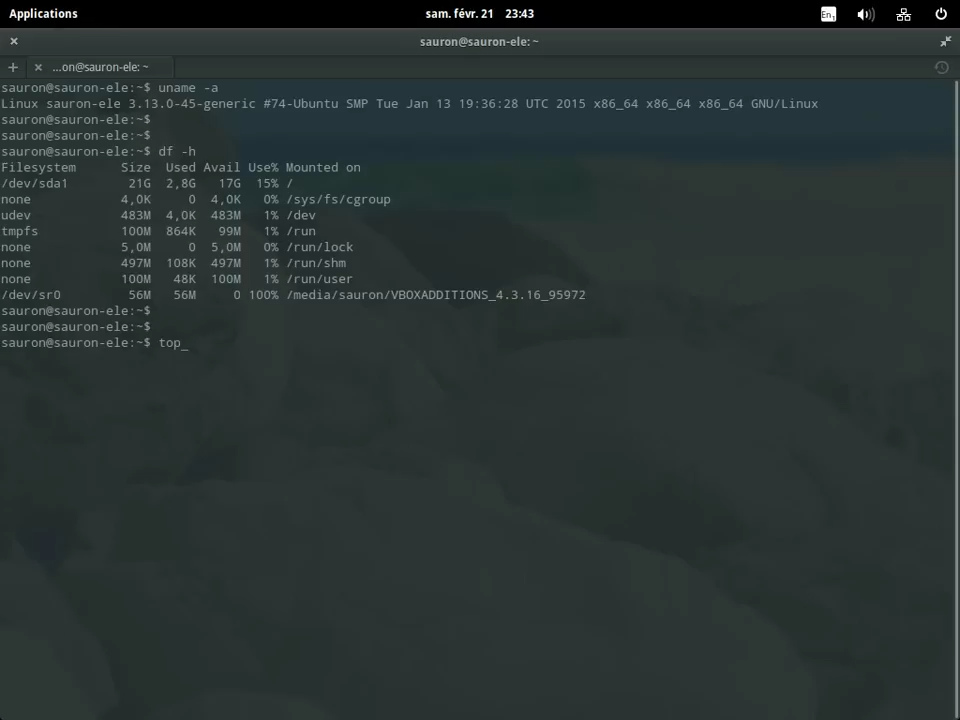 Applications
sam. févr. 21 23:43
En1
sauron@sauron-ele: ~
...on@sauron-ele: ~
sauron@sauron-ele:~$ uname -a
Linux sauron-ele 3.13.0-45-generic #74-Ubuntu SMP Tue Jan 13 19:36:28 UTC 2015 x86_64 x86_64 x86_64 GNU/Linux
sauron@sauron-ele:~$
sauron@sauron-ele:~$
sauron@sauron-ele:~$ df -h
Filesystem      Size  Used Avail Use% Mounted on
/dev/sda1        21G  2,8G   17G  15% /
none            4,0K     0  4,0K   0% /sys/fs/cgroup
udev            483M  4,0K  483M   1% /dev
tmpfs           100M  864K   99M   1% /run
none            5,0M     0  5,0M   0% /run/lock
none            497M  108K  497M   1% /run/shm
none            100M   48K  100M   1% /run/user
/dev/sr0         56M   56M     0 100% /media/sauron/VBOXADDITIONS_4.3.16_95972
sauron@sauron-ele:~$
sauron@sauron-ele:~$
sauron@sauron-ele:~$ top_